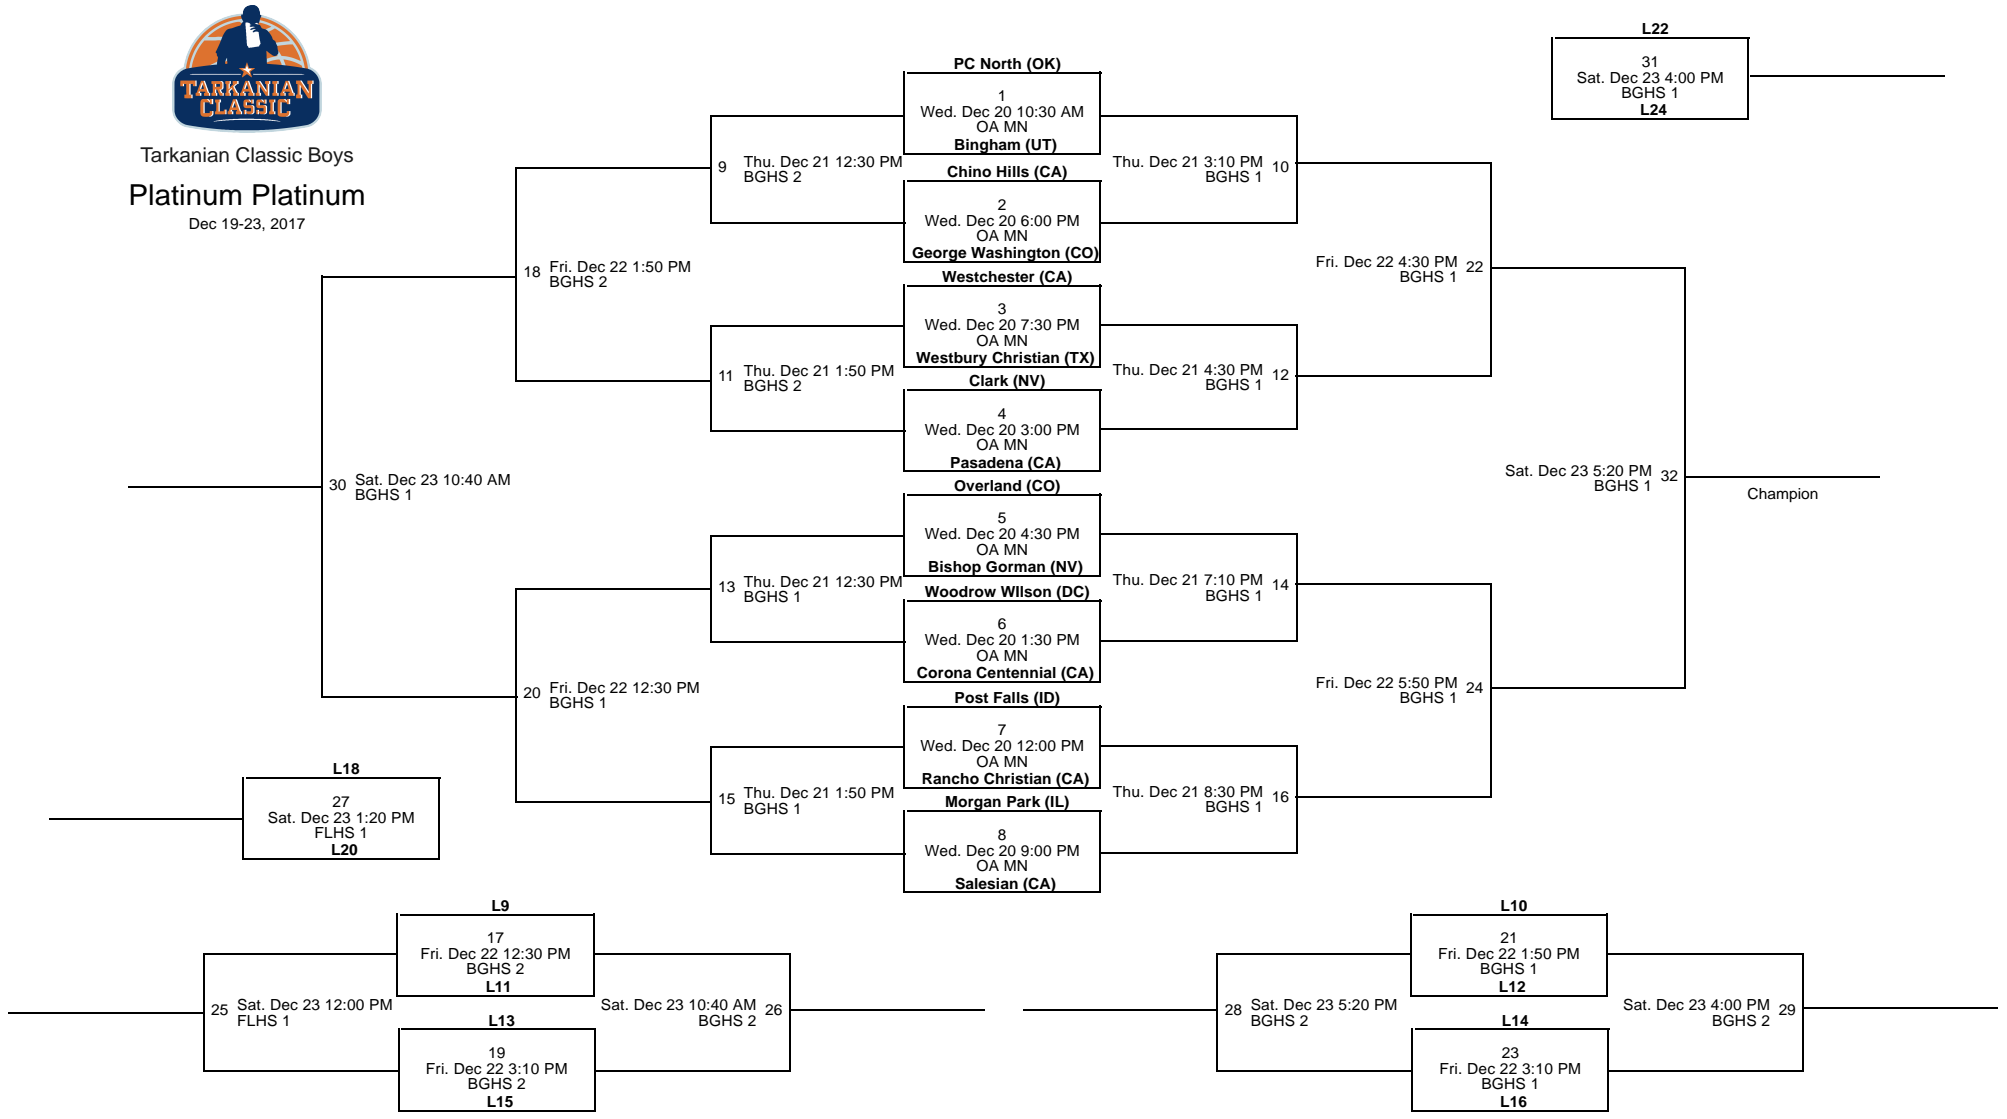 TARKANIAN
CLASSIC
Tarkanian Classic Boys
Platinum Platinum
Dec 19-23, 2017
L22
31
Sat. Dec 23 4:00 PM
BGHS 1
L24
PC North (OK)
1
Wed. Dec 20 10:30 AM
OA MN
Bingham (UT)
Chino Hills (CA)
2
Wed. Dec 20 6:00 PM
OA MN
George Washington (CO)
Westchester (CA)
3
Wed. Dec 20 7:30 PM
OA MN
Westbury Christian (TX)
Clark (NV)
4
Wed. Dec 20 3:00 PM
OA MN
Pasadena (CA)
Overland (CO)
5
Wed. Dec 20 4:30 PM
OA MN
Bishop Gorman (NV)
Woodrow WIlson (DC)
6
Wed. Dec 20 1:30 PM
OA MN
Corona Centennial (CA)
Post Falls (ID)
7
Wed. Dec 20 12:00 PM
OA MN
Rancho Christian (CA)
Morgan Park (IL)
8
Wed. Dec 20 9:00 PM
OA MN
Salesian (CA)
9 Thu. Dec 21 12:30 PM
BGHS 2
11 Thu. Dec 21 1:50 PM
BGHS 2
13 Thu. Dec 21 12:30 PM
BGHS 1
15 Thu. Dec 21 1:50 PM
BGHS 1
18 Fri. Dec 22 1:50 PM
BGHS 2
20 Fri. Dec 22 12:30 PM
BGHS 1
30 Sat. Dec 23 10:40 AM
BGHS 1
Thu. Dec 21 3:10 PM 10
BGHS 1
Thu. Dec 21 4:30 PM 12
BGHS 1
Thu. Dec 21 7:10 PM 14
BGHS 1
Thu. Dec 21 8:30 PM 16
BGHS 1
Fri. Dec 22 4:30 PM 22
BGHS 1
Fri. Dec 22 5:50 PM 24
BGHS 1
Sat. Dec 23 5:20 PM 32
BGHS 1
Champion
L18
27
Sat. Dec 23 1:20 PM
FLHS 1
L20
L9
17
Fri. Dec 22 12:30 PM
BGHS 2
L11
25 Sat. Dec 23 12:00 PM
FLHS 1
Sat. Dec 23 10:40 AM 26
BGHS 2
L13
19
Fri. Dec 22 3:10 PM
BGHS 2
L15
L10
21
Fri. Dec 22 1:50 PM
BGHS 1
L12
28 Sat. Dec 23 5:20 PM
BGHS 2
Sat. Dec 23 4:00 PM 29
BGHS 2
L14
23
Fri. Dec 22 3:10 PM
BGHS 1
L16